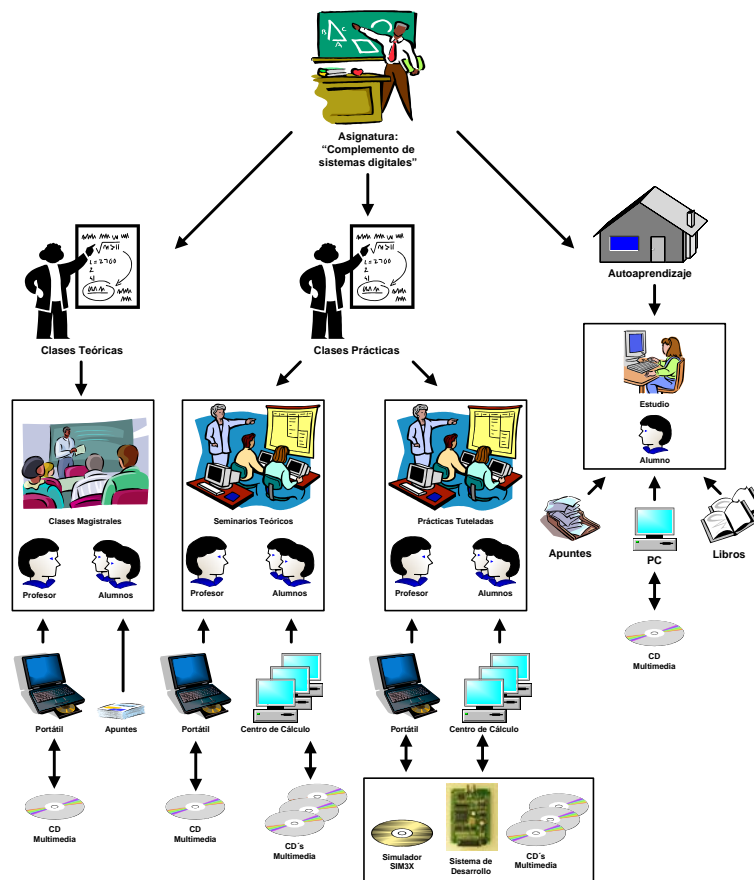 Asignatura:
“Complemento de
sistemas digitales”
Autoaprendizaje
Clases Teóricas
Clases Prácticas
Estudio
Alumno
Clases Magistrales
Seminarios Teóricos
Prácticas Tuteladas
Profesor
Alumnos
Profesor
Alumnos
Profesor
Alumnos
Apuntes
PC
Libros
CD
Multimedia
Portátil
Apuntes
Portátil
Centro de Cálculo
Portátil
Centro de Cálculo
CD
Multimedia
CD
Multimedia
CD´s
Multimedia
Simulador
SIM3X
Sistema de
Desarrollo
CD´s
Multimedia